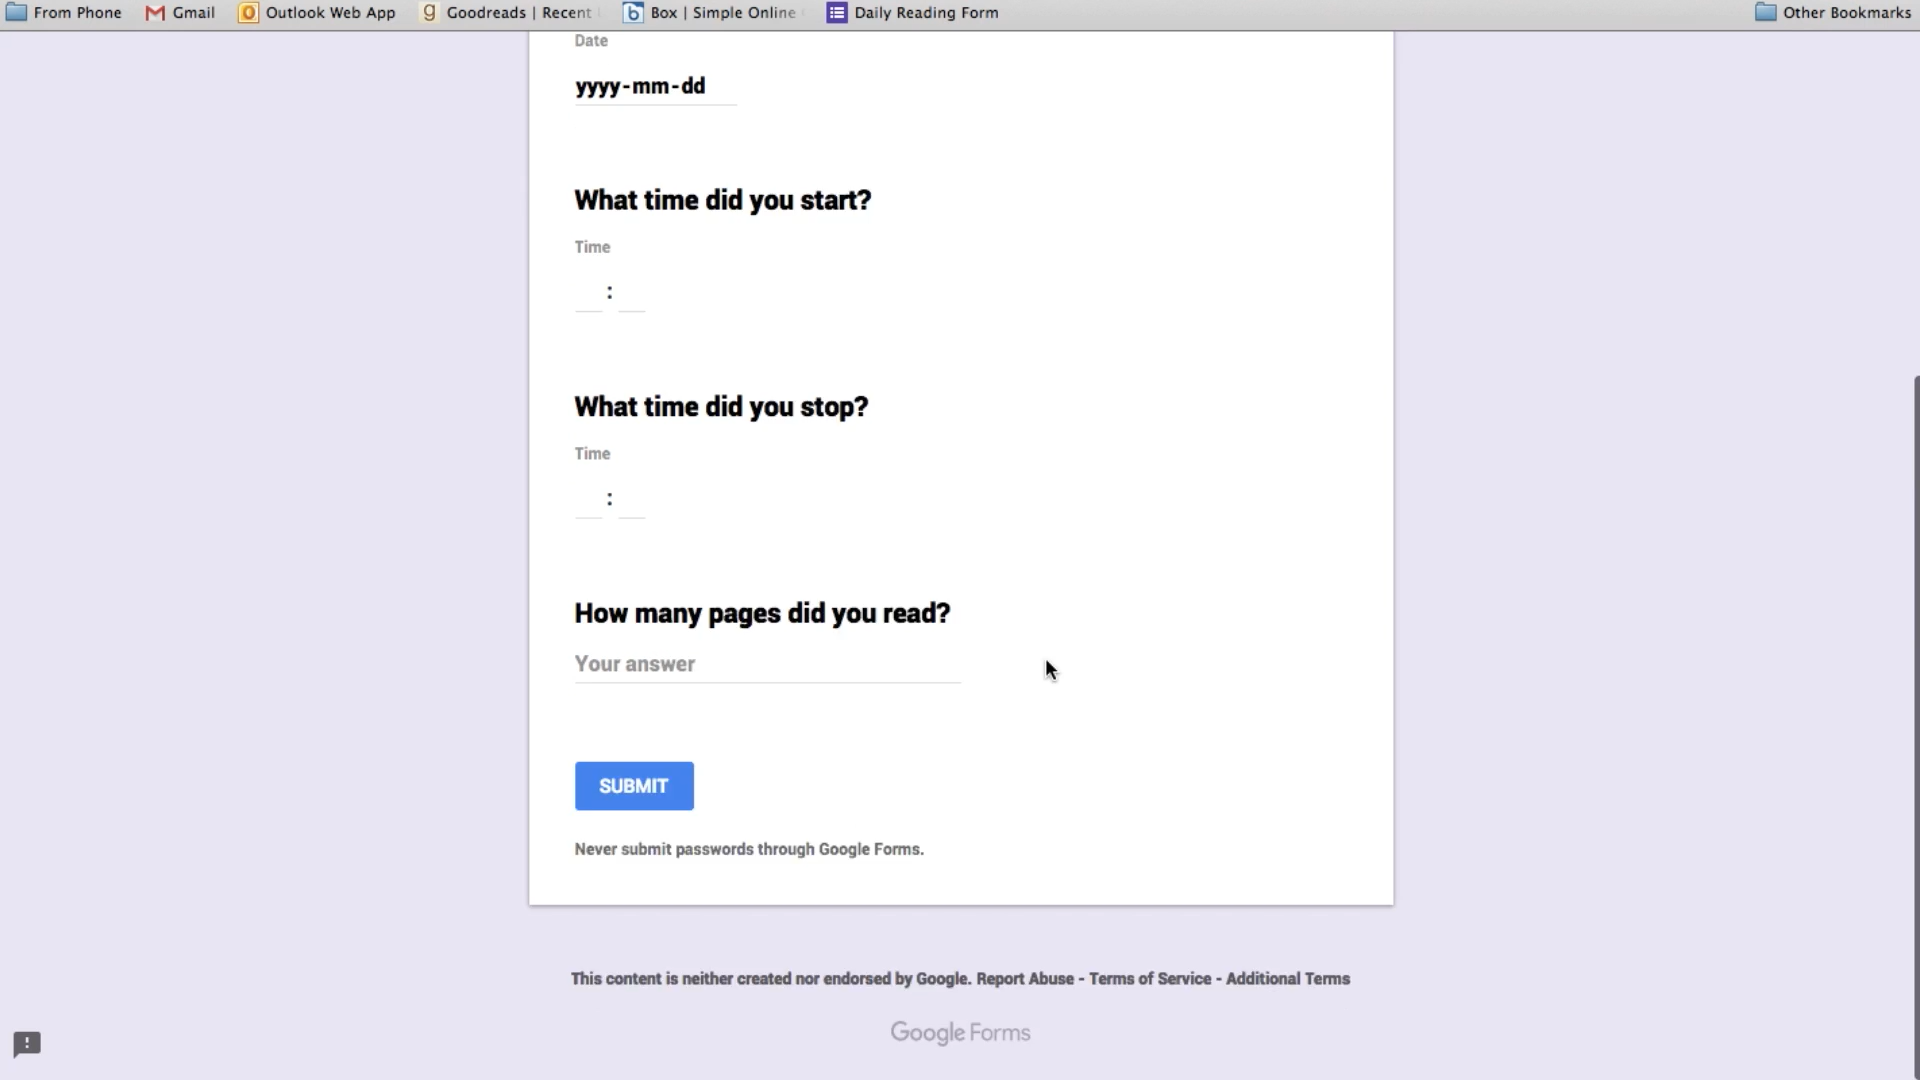 From Phone Gmail Outlook Web App Goodreads | Recent Box | Simple Online Daily Reading Form Other Bookmarks
Date
yyyy-mm-dd
What time did you start?
Time
:
What time did you stop?
Time
:
How many pages did you read?
Your answer
SUBMIT
Never submit passwords through Google Forms.
This content is neither created nor endorsed by Google. Report Abuse - Terms of Service - Additional Terms
Google Forms